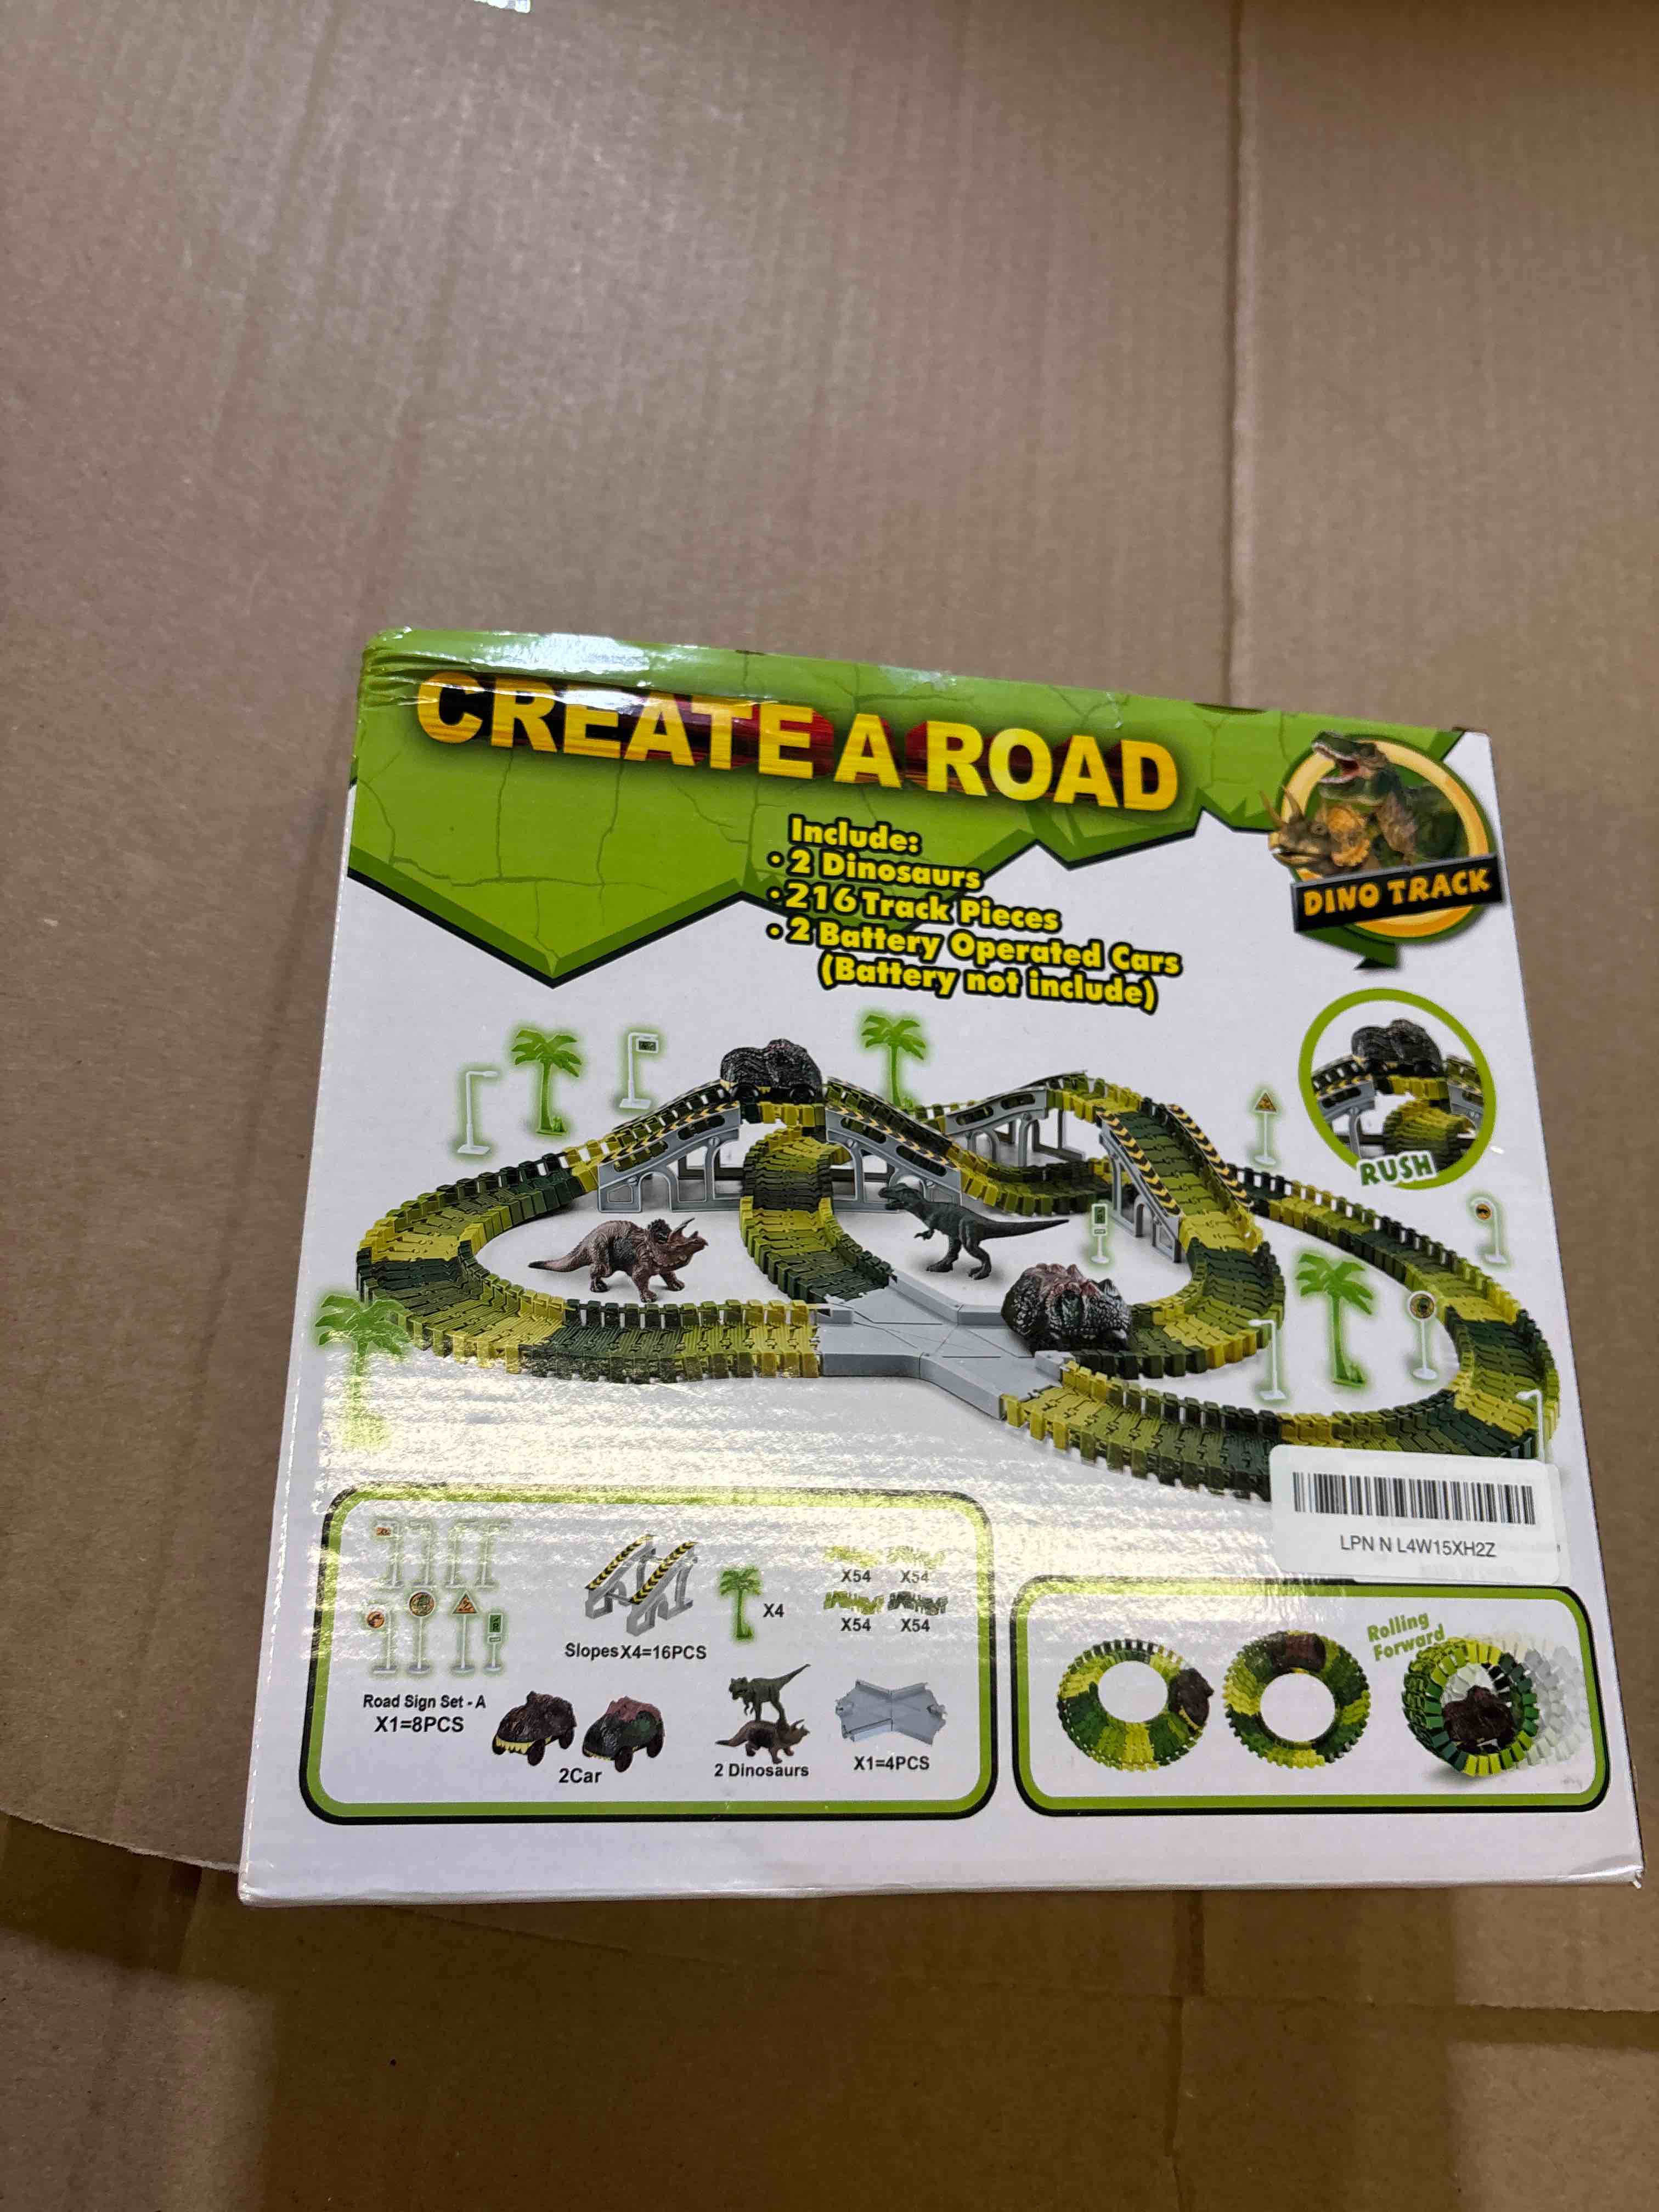 CREATE A ROAD
Include:
• 2 Dinosaurs
• 216 Track Pieces
• 2 Battery Operated Cars
(Battery not include)
DINO TRACK
RUSH
LPN N L4W15XH2Z
X54 X54
X4
X54 X54
Slopes X4=16PCS
Road Sign Set - A
X1=8PCS
2Car
2 Dinosaurs
X1=4PCS
Rolling
Forward